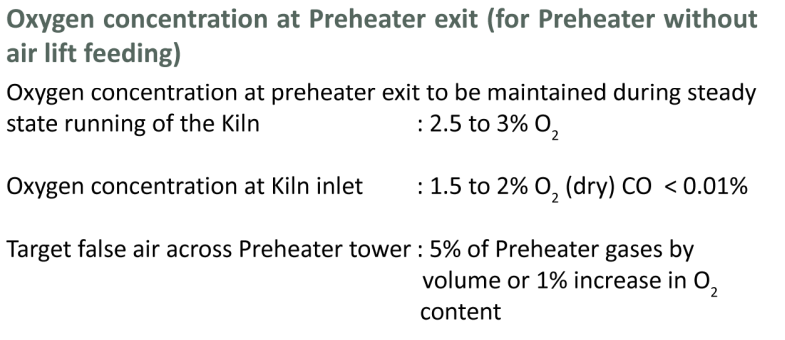 Oxygen concentration at Preheater exit (for Preheater without
air lift feeding)
Oxygen concentration at preheater exit to be maintained during steady
state running of the Kiln : 2.5 to 3% O₂
Oxygen concentration at Kiln inlet : 1.5 to 2% O₂ (dry) CO < 0.01%
Target false air across Preheater tower : 5% of Preheater gases by
volume or 1% increase in O₂
content